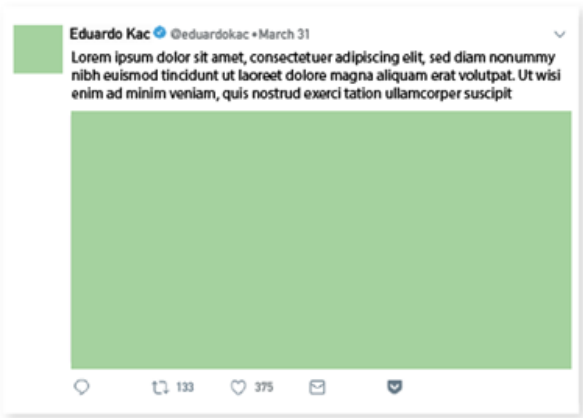 Eduardo Kac @eduardokac • March 31
Lorem ipsum dolor sit amet, consectetuer adipiscing elit, sed diam nonummy
nibh euismod tincidunt ut laoreet dolore magna aliquam erat volutpat. Ut wisi
enim ad minim veniam, quis nostrud exerci tation ullamcorper suscipit
133 375